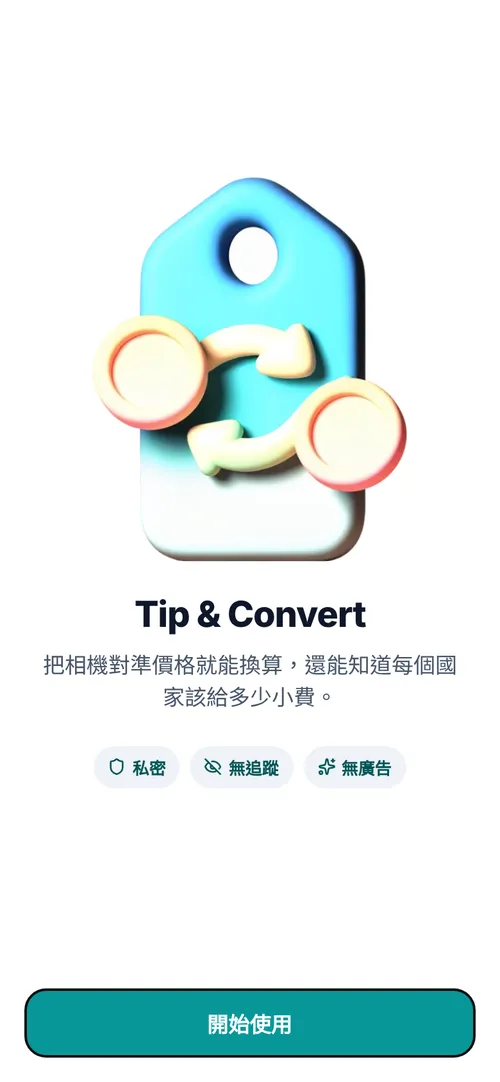 Tip & Convert
把相機對準價格就能換算，還能知道每個國
家該給多少小費。
私密
無追蹤
無廣告
開始使用